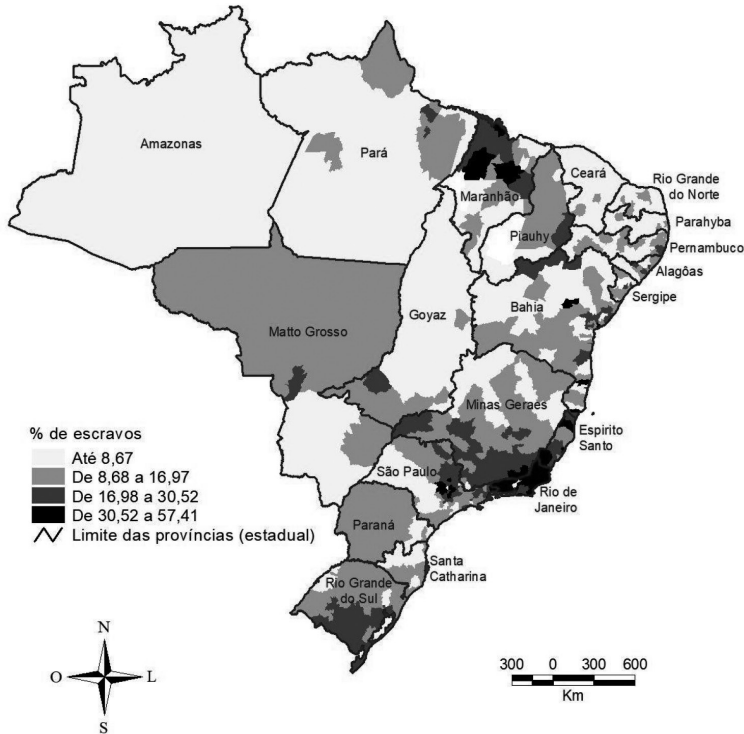 Amazonas
Pará
Maranhão
Ceará
Rio Grande
do Norte
Parahyba
Pernambuco
Piauhy
Alagôas
Sergipe
Bahia
Goyaz
Matto Grosso
Minas Geraes
Espirito
Santo
São Paulo
Rio de
Janeiro
Paraná
Santa
Catharina
Rio Grande
do Sul
% de escravos
Até 8,67
De 8,68 a 16,97
De 16,98 a 30,52
De 30,52 a 57,41
Limite das províncias (estadual)
N
O L
S
300 0 300 600
Km